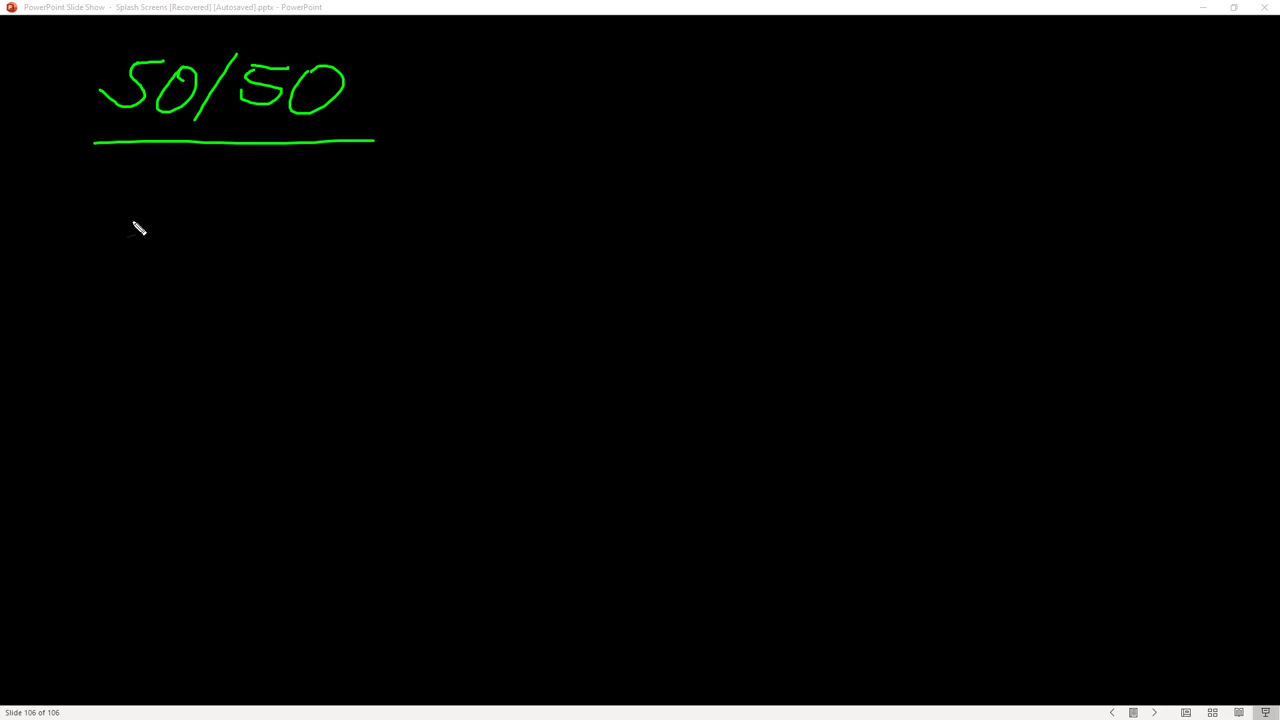 PowerPoint Slide Show - Splash Screens [Recovered] [Autosaved].pptx - PowerPoint
50/50
Slide 106 of 106